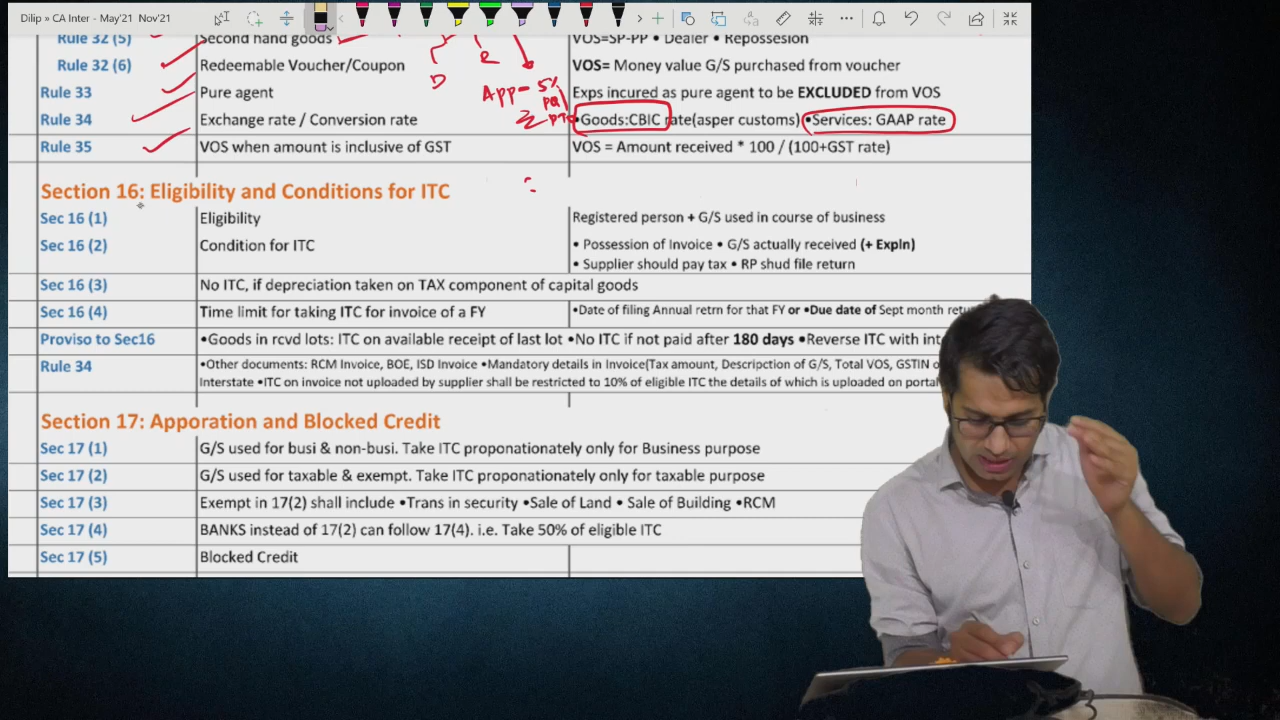 Dilip » CA Inter - May'21 Nov'21
Rule 32 (5) Second hand goods VOS=SP-PP • Dealer • Repossesion
Rule 32 (6) Redeemable Voucher/Coupon VOS= Money value G/S purchased from voucher
D R
Rule 33 Pure agent Exps incured as pure agent to be EXCLUDED from VOS
App- 5%
Rule 34 Exchange rate / Conversion rate •Goods:CBIC rate(asper customs) •Services: GAAP rate
Rule 35 VOS when amount is inclusive of GST VOS = Amount received * 100 / (100+GST rate)
Section 16: Eligibility and Conditions for ITC
Sec 16 (1) Eligibility Registered person + G/S used in course of business
Sec 16 (2) Condition for ITC • Possession of Invoice • G/S actually received (+ Expln)
• Supplier should pay tax • RP shud file return
Sec 16 (3) No ITC, if depreciation taken on TAX component of capital goods
Sec 16 (4) Time limit for taking ITC for invoice of a FY •Date of filing Annual retrn for that FY or •Due date of Sept month
Proviso to Sec16 •Goods in rcvd lots: ITC on available receipt of last lot •No ITC if not paid after 180 days •Reverse ITC with
Rule 34 •Other documents: RCM Invoice, BOE, ISD Invoice •Mandatory details in Invoice(Tax amount, Descripction of G/S, Total VOS, GSTIN
Interstate •ITC on invoice not uploaded by supplier shall be restricted to 10% of eligible ITC the details of which is uploaded on portal
Section 17: Apporation and Blocked Credit
Sec 17 (1) G/S used for busi & non-busi. Take ITC proponationately only for Business purpose
Sec 17 (2) G/S used for taxable & exempt. Take ITC proponationately only for taxable purpose
Sec 17 (3) Exempt in 17(2) shall include •Trans in security •Sale of Land • Sale of Building •RCM
Sec 17 (4) BANKS instead of 17(2) can follow 17(4). i.e. Take 50% of eligible ITC
Sec 17 (5) Blocked Credit